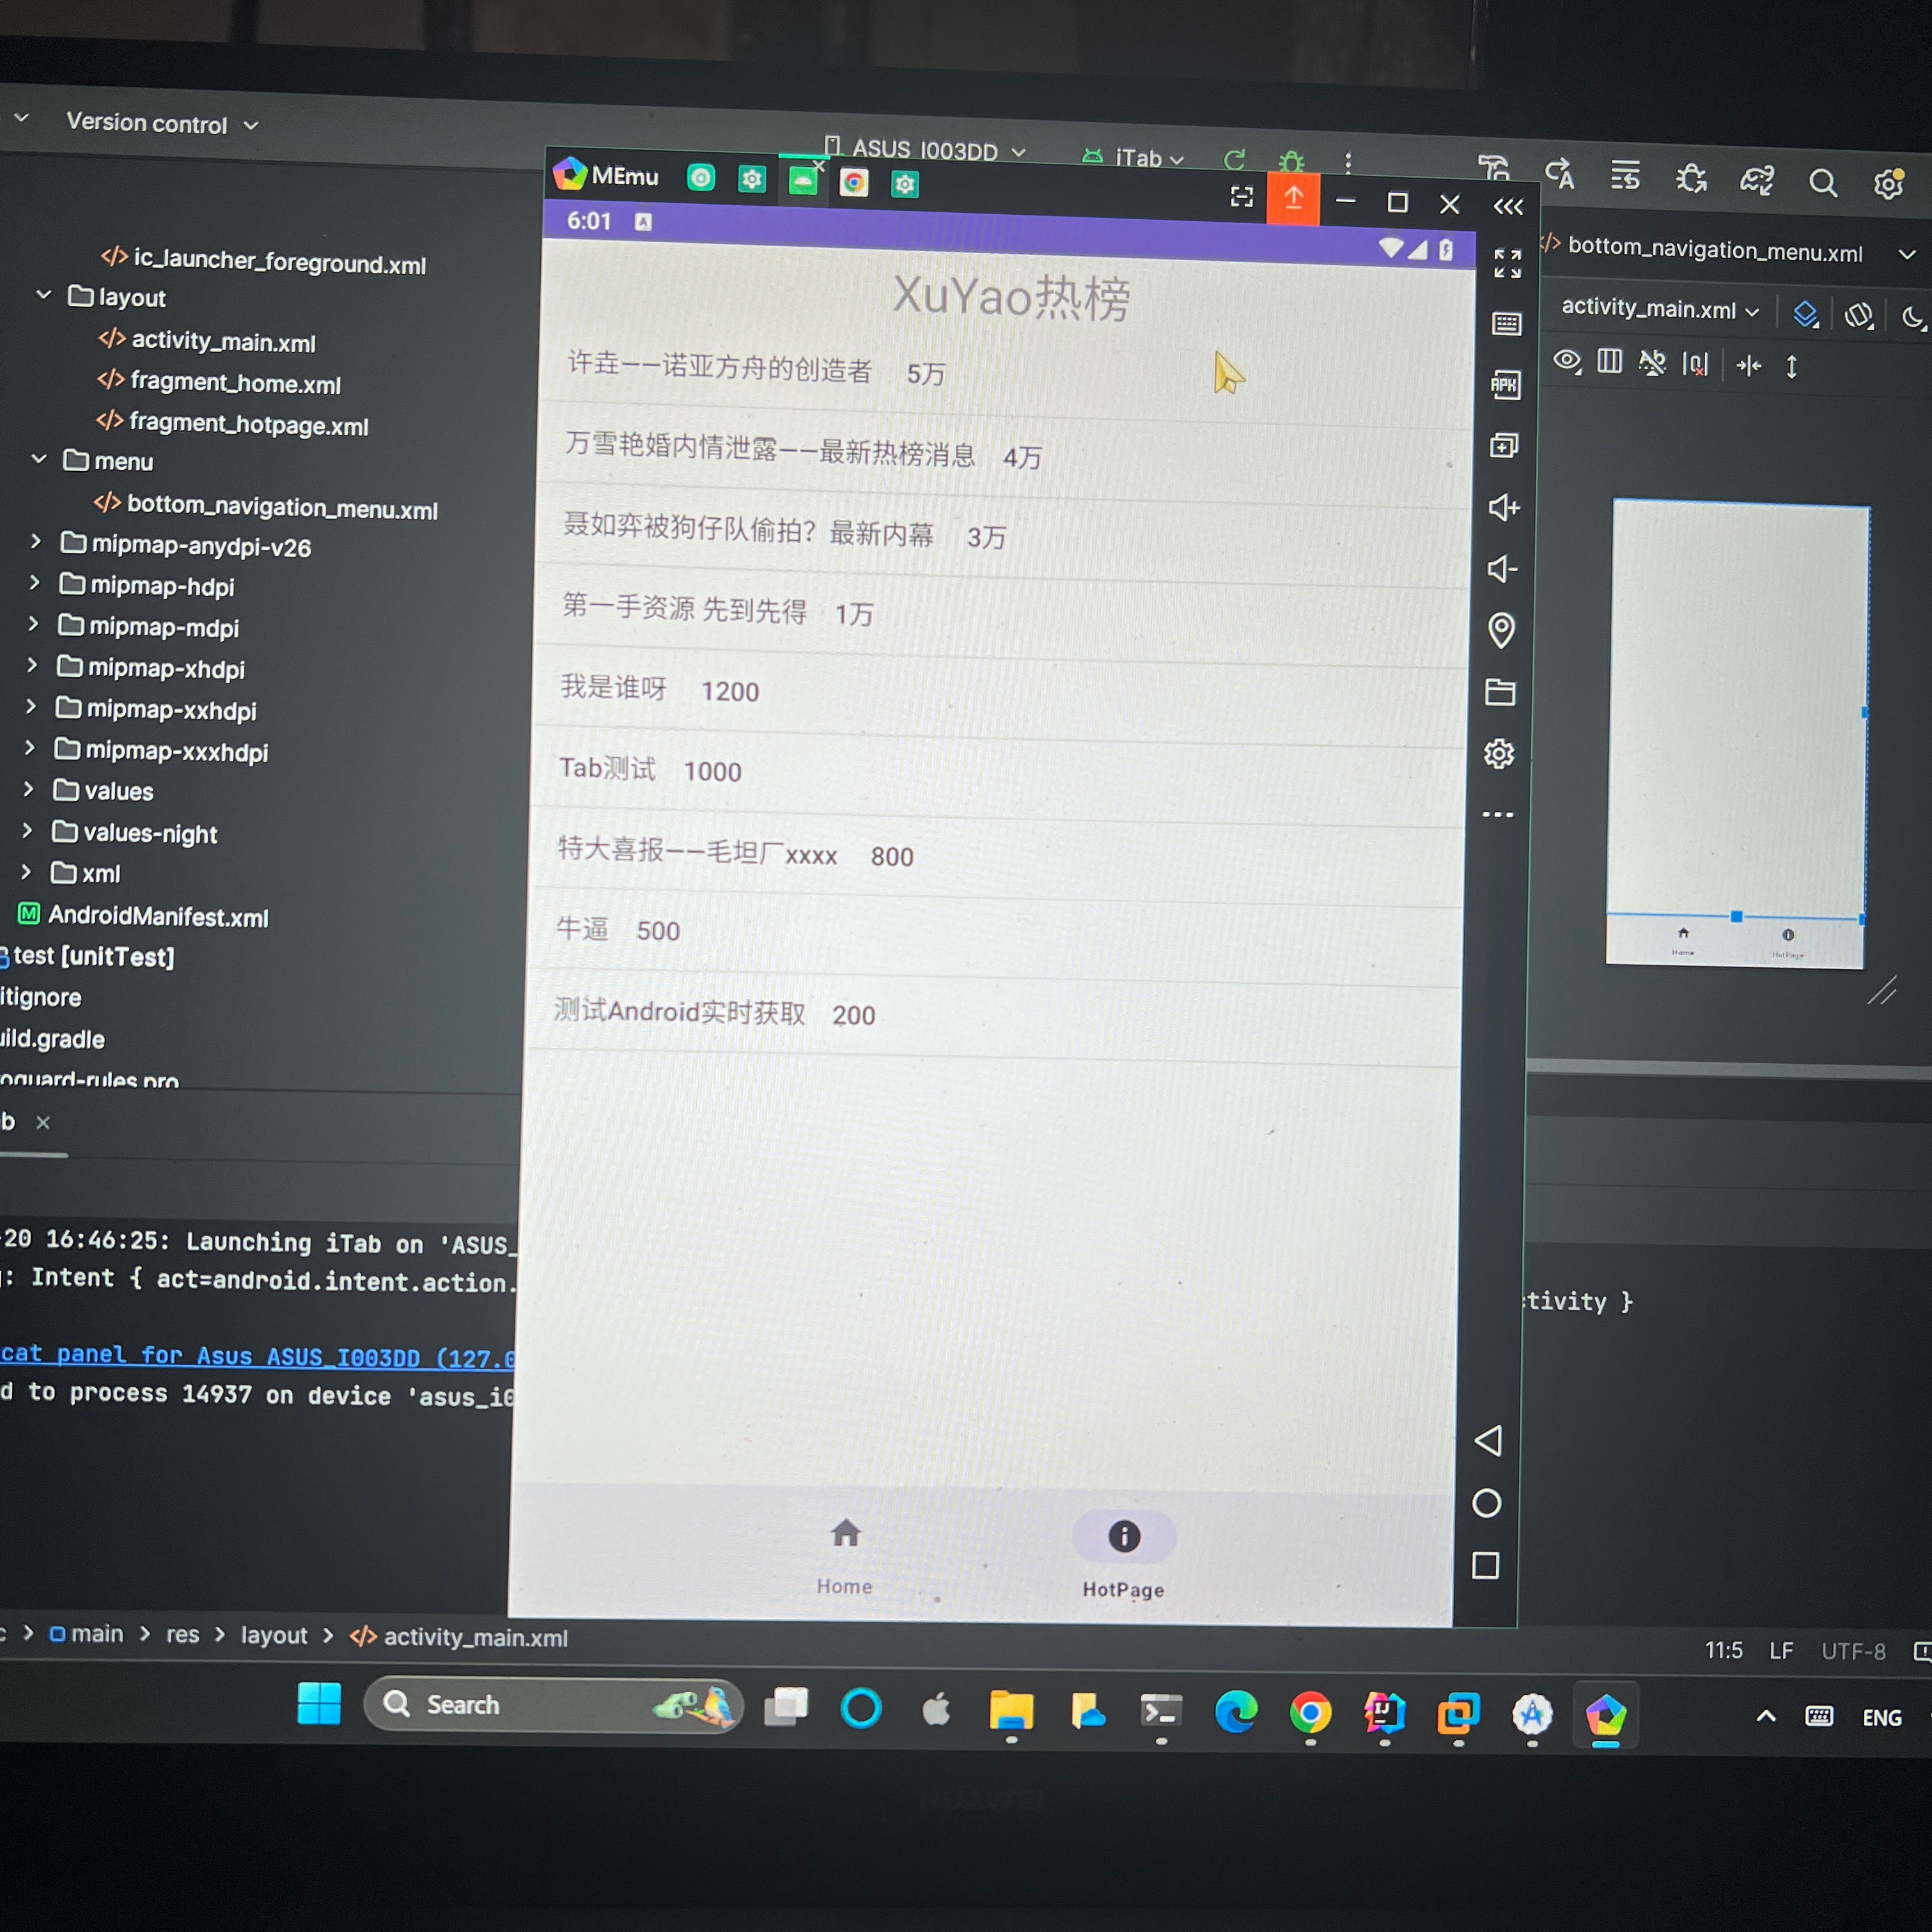 Version control
ASUS_I003DD
iTab
MEmu
6:01
A
XuYao热榜
许垚——诺亚方舟的创造者 5万
万雪艳婚内情泄露——最新热榜消息 4万
聂如弈被狗仔队偷拍？最新内幕 3万
第一手资源 先到先得 1万
我是谁呀 1200
Tab测试 1000
特大喜报——毛坦厂xxxx 800
牛逼 500
测试Android实时获取 200
Home
HotPage
APK
</> ic_launcher_foreground.xml
layout
</> activity_main.xml
</> fragment_home.xml
</> fragment_hotpage.xml
menu
</> bottom_navigation_menu.xml
mipmap-anydpi-v26
mipmap-hdpi
mipmap-mdpi
mipmap-xhdpi
mipmap-xxhdpi
mipmap-xxxhdpi
values
values-night
xml
M AndroidManifest.xml
test [unitTest]
itignore
uild.gradle
oguard-rules.pro
b
/> bottom_navigation_menu.xml
activity_main.xml
Home
HotPage
-20 16:46:25: Launching iTab on 'ASUS_
: Intent { act=android.intent.action.
tivity }
cat panel for Asus ASUS_I003DD (127.0
d to process 14937 on device 'asus_i0
c > main > res > layout > </> activity_main.xml
11:5 LF UTF-8
Search
IJ
ENG